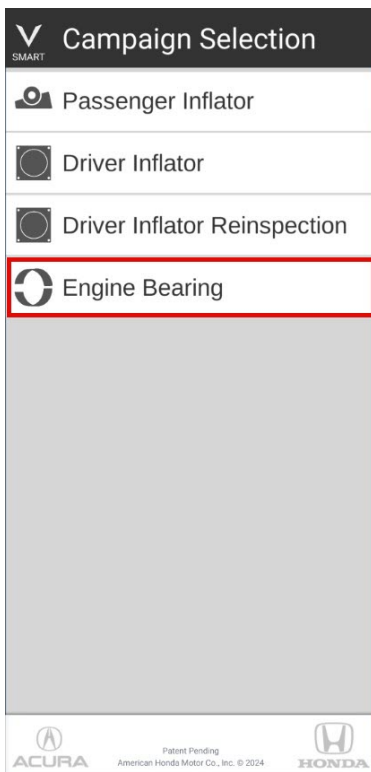 V
SMART
Campaign Selection
Passenger Inflator
Driver Inflator
Driver Inflator Reinspection
Engine Bearing
ACURA
Patent Pending
American Honda Motor Co., Inc. © 2024
HONDA